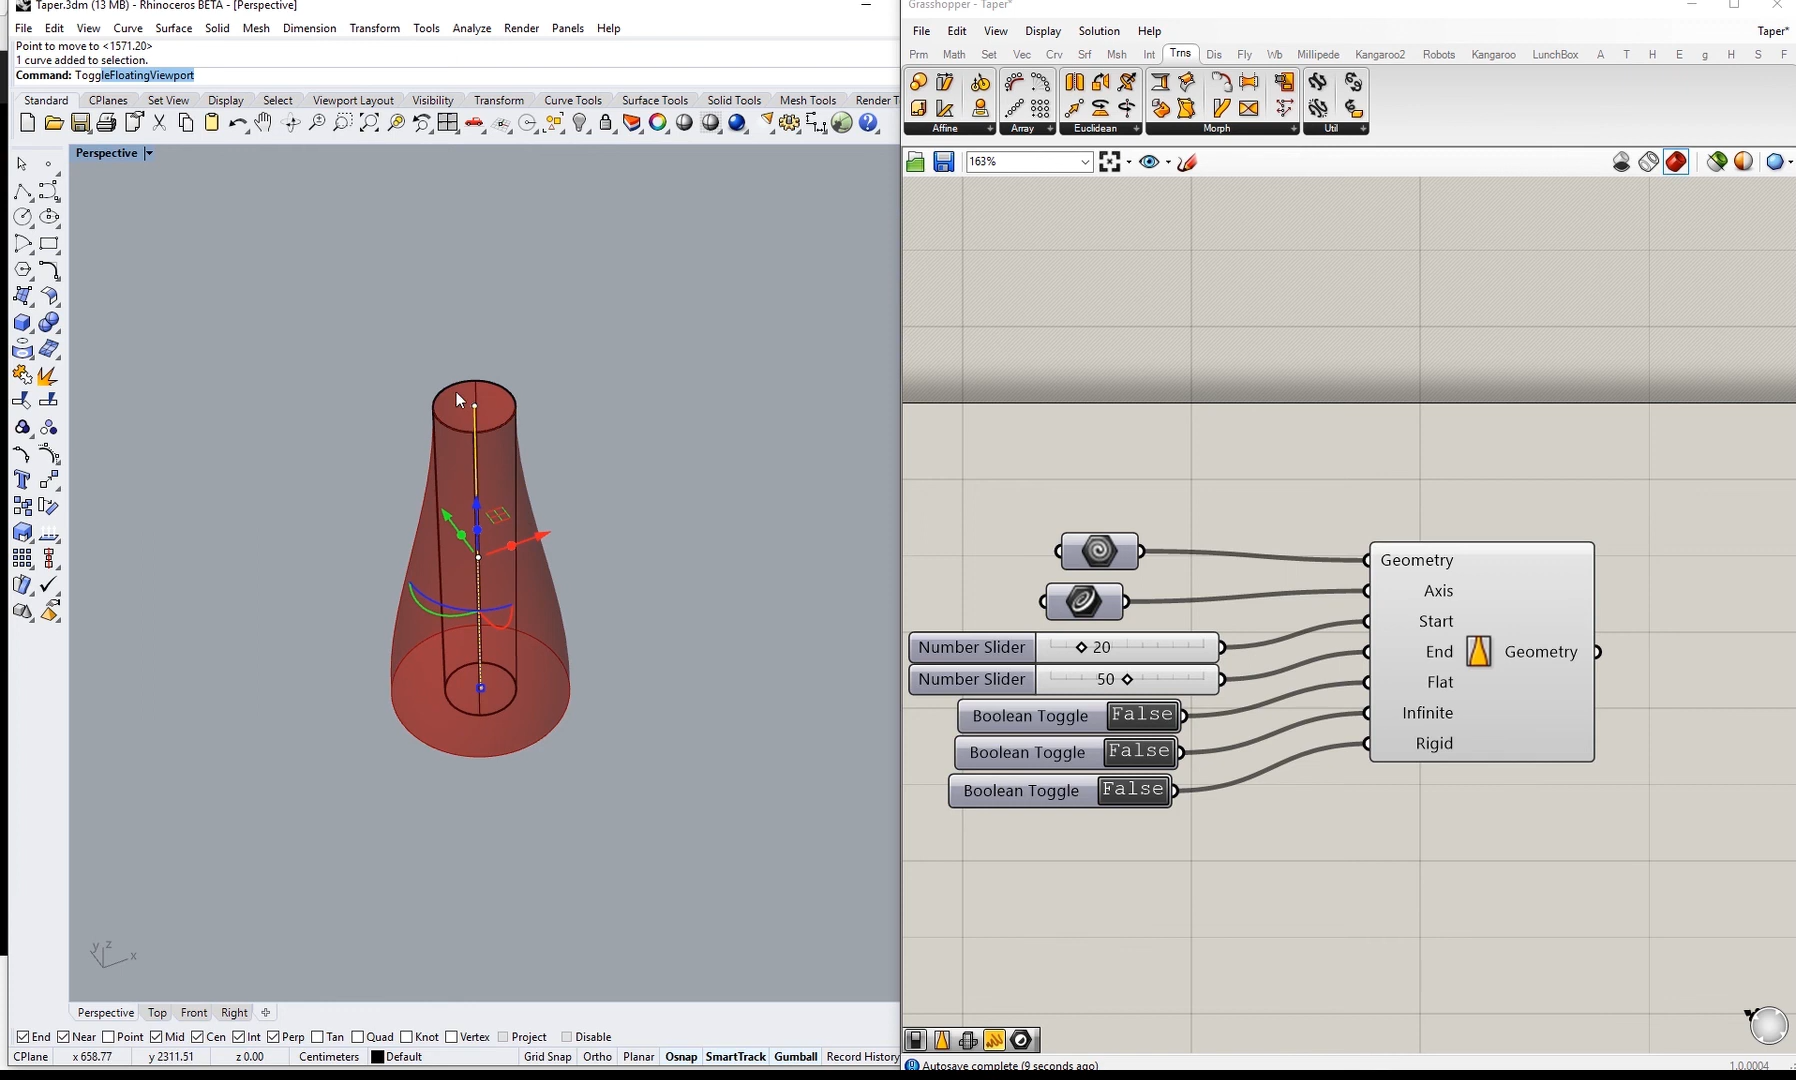 Taper.3dm (13 MB) - Rhinoceros BETA - [Perspective]
File Edit View Curve Surface Solid Mesh Dimension Transform Tools Analyze Render Panels Help
Point to move to <1571.20>
1 curve added to selection.
Command: ToggleFloatingViewport
Standard CPlanes Set View Display Select Viewport Layout Visibility Transform Curve Tools Surface Tools Solid Tools Mesh Tools Render T
Perspective
y z x
Perspective Top Front Right
End Near Point Mid Cen Int Perp Tan Quad Knot Vertex Project Disable
CPlane x 658.77 y 2311.51 z 0.00 Centimeters Default Grid Snap Ortho Planar Osnap SmartTrack Gumball Record History
Grasshopper - Taper*
File Edit View Display Solution Help Taper*
Prm Math Set Vec Crv Srf Msh Int Trns Dis Fly Wb Millipede Kangaroo2 Robots Kangaroo LunchBox A T H E g H S F
Affine Array Euclidean Morph Util
163%
Geometry
Axis
Start
End
Flat
Infinite
Rigid
Geometry
Number Slider 20
Number Slider 50
Boolean Toggle False
Boolean Toggle False
Boolean Toggle False
Autosave complete (9 seconds ago) 1.0.0004